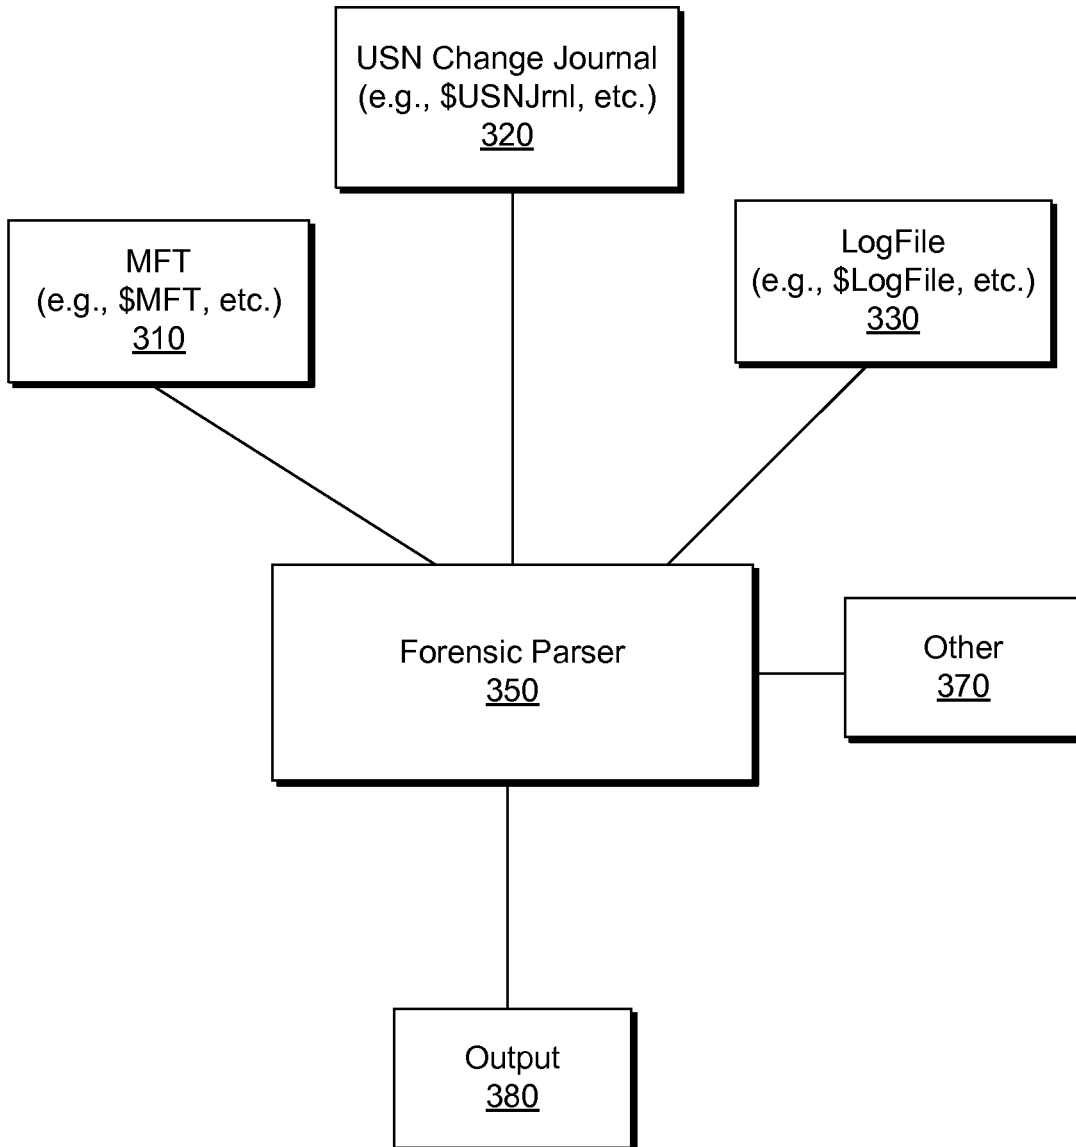 USN Change Journal
(e.g., $USNJrnl, etc.)
320
MFT
(e.g., $MFT, etc.)
310
LogFile
(e.g., $LogFile, etc.)
330
Forensic Parser
350
Other
370
Output
380